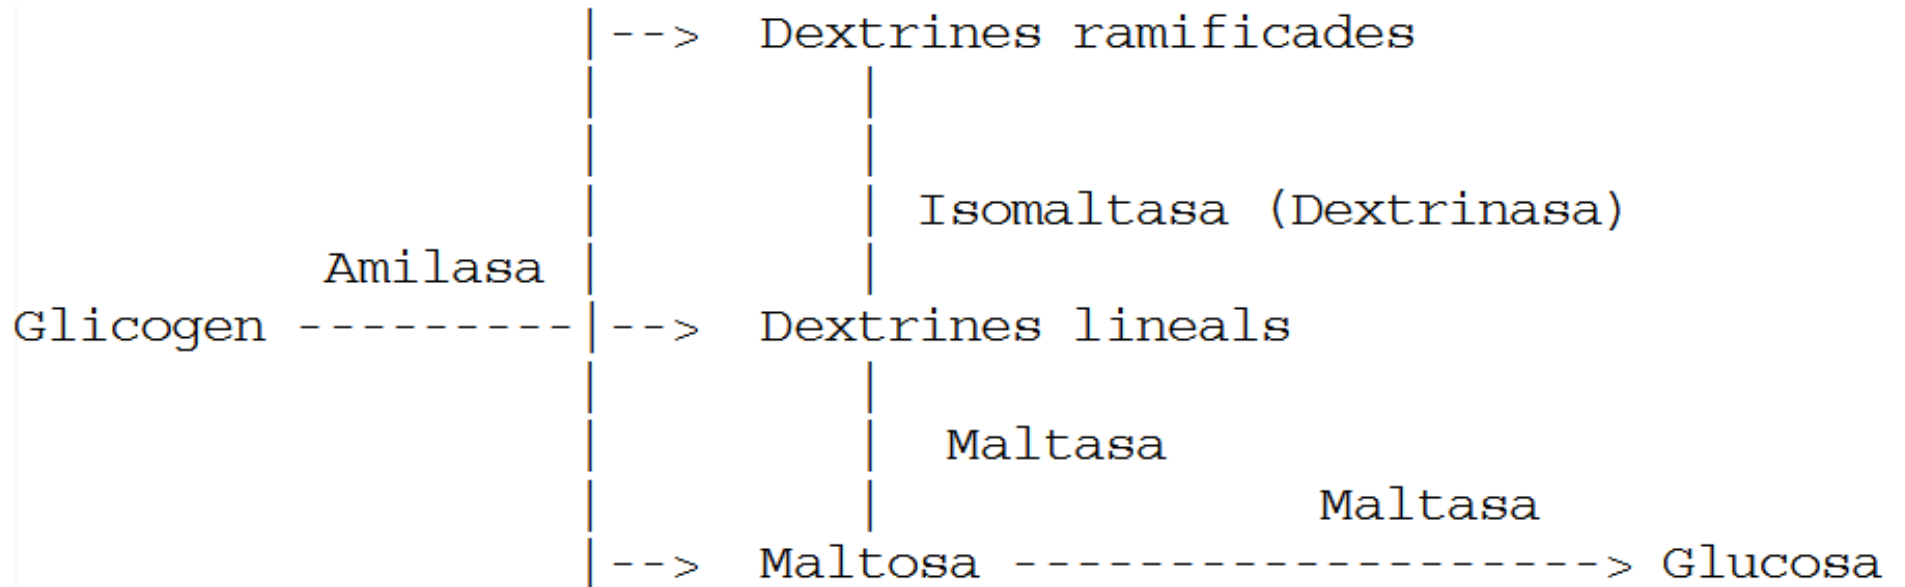 |--> Dextrines ramificades
| |
| |
| | Isomaltasa (Dextrinasa)
Amilasa | |
Glicogen ---------|--> Dextrines lineals
| |
| | Maltasa
| | Maltasa
|--> Maltosa --------------------> Glucosa